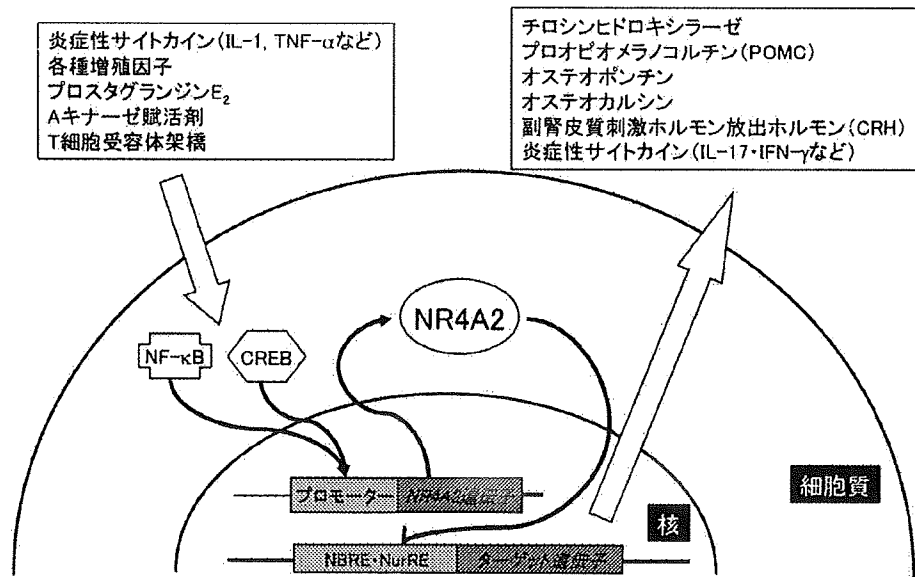 炎症性サイトカイン(IL-1, TNF-αなど)
各種増殖因子
プロスタグランジンE₂
Aキナーゼ賦活剤
T細胞受容体架橋
チロシンヒドロキシラーゼ
プロオピオメラノコルチン(POMC)
オステオポンチン
オステオカルシン
副腎皮質刺激ホルモン放出ホルモン(CRH)
炎症性サイトカイン(IL-17・IFN-γなど)
NR4A2
NF-κB
CREB
プロモーター
NR4A2遺伝子
細胞質
核
NBRE・NurRE
ターゲット遺伝子